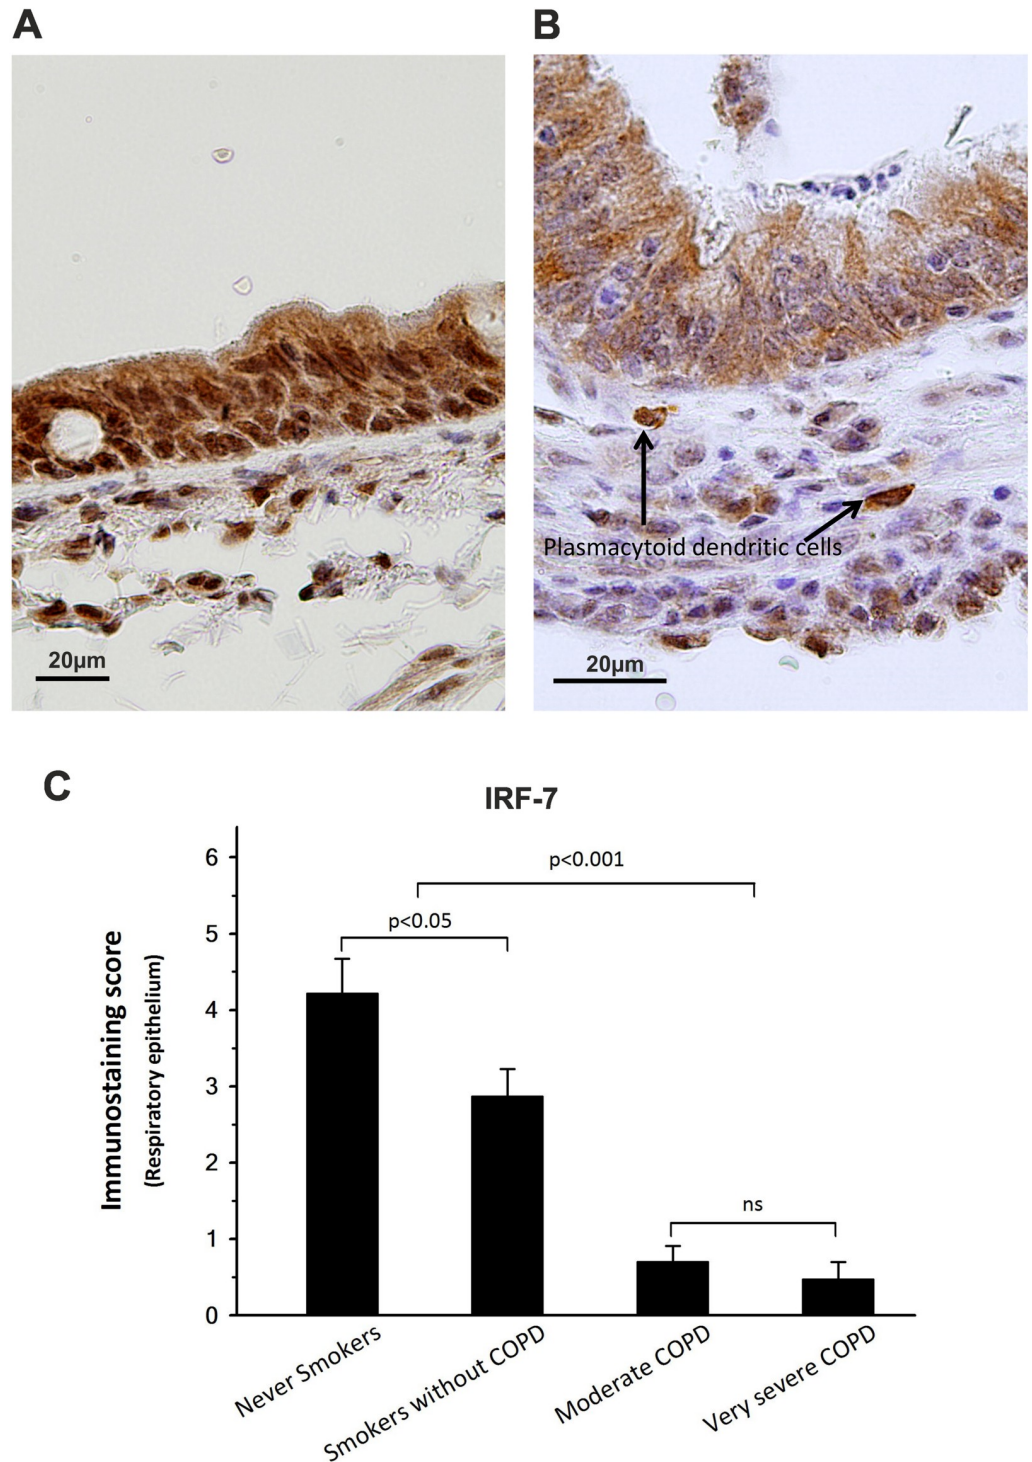 A
B
Plasmacytoid dendritic cells
20µm
20µm
C
IRF-7
p<0.001
p<0.05
ns
Immunostaining score
(Respiratory epithelium)
6
5
4
3
2
1
0
Never Smokers
Smokers without COPD
Moderate COPD
Very severe COPD